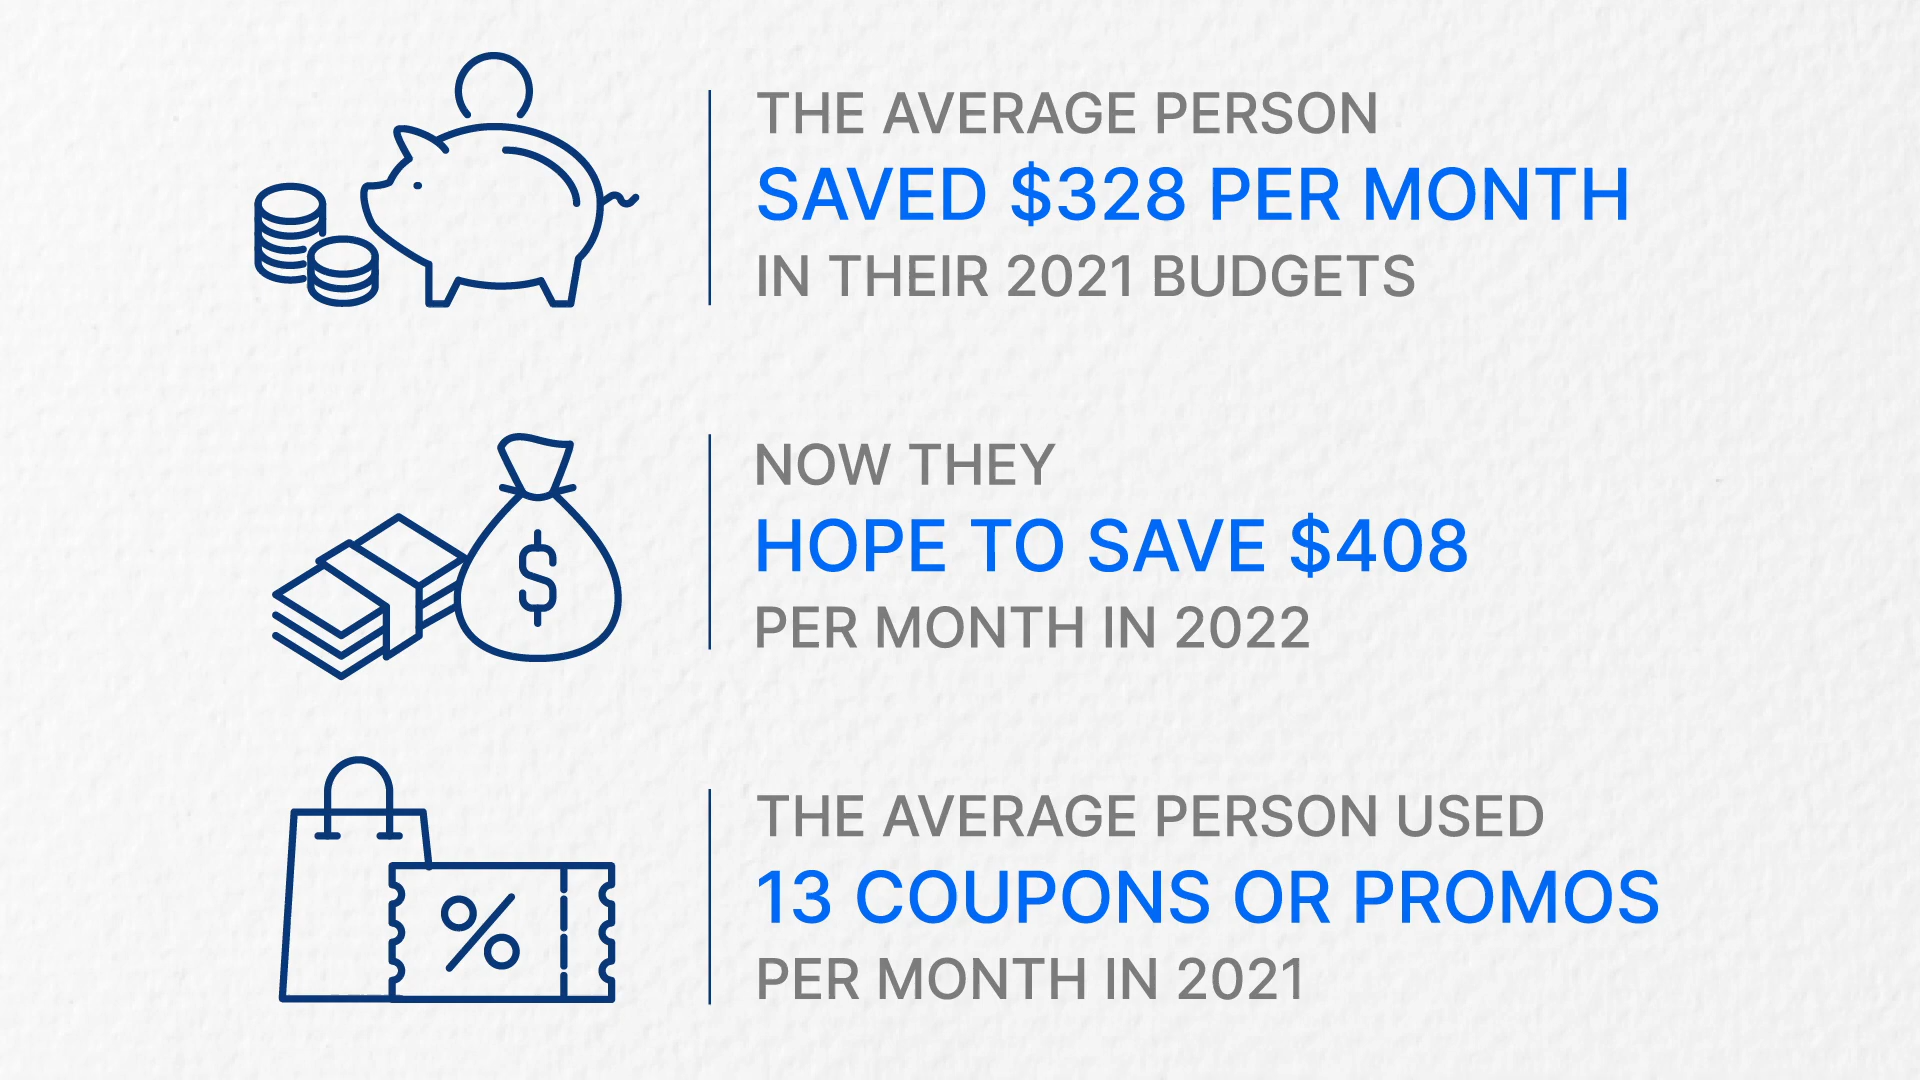 THE AVERAGE PERSON
SAVED $328 PER MONTH
IN THEIR 2021 BUDGETS
NOW THEY
HOPE TO SAVE $408
PER MONTH IN 2022
$
THE AVERAGE PERSON USED
13 COUPONS OR PROMOS
PER MONTH IN 2021
%